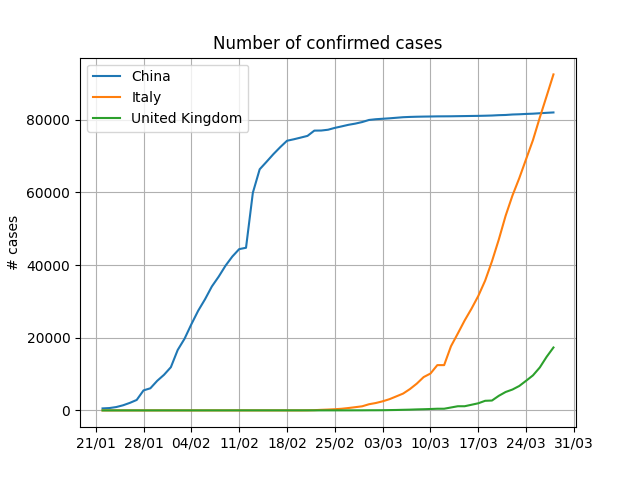 Number of confirmed cases
China
Italy
United Kingdom
# cases
80000
60000
40000
20000
0
21/01 28/01 04/02 11/02 18/02 25/02 03/03 10/03 17/03 24/03 31/03